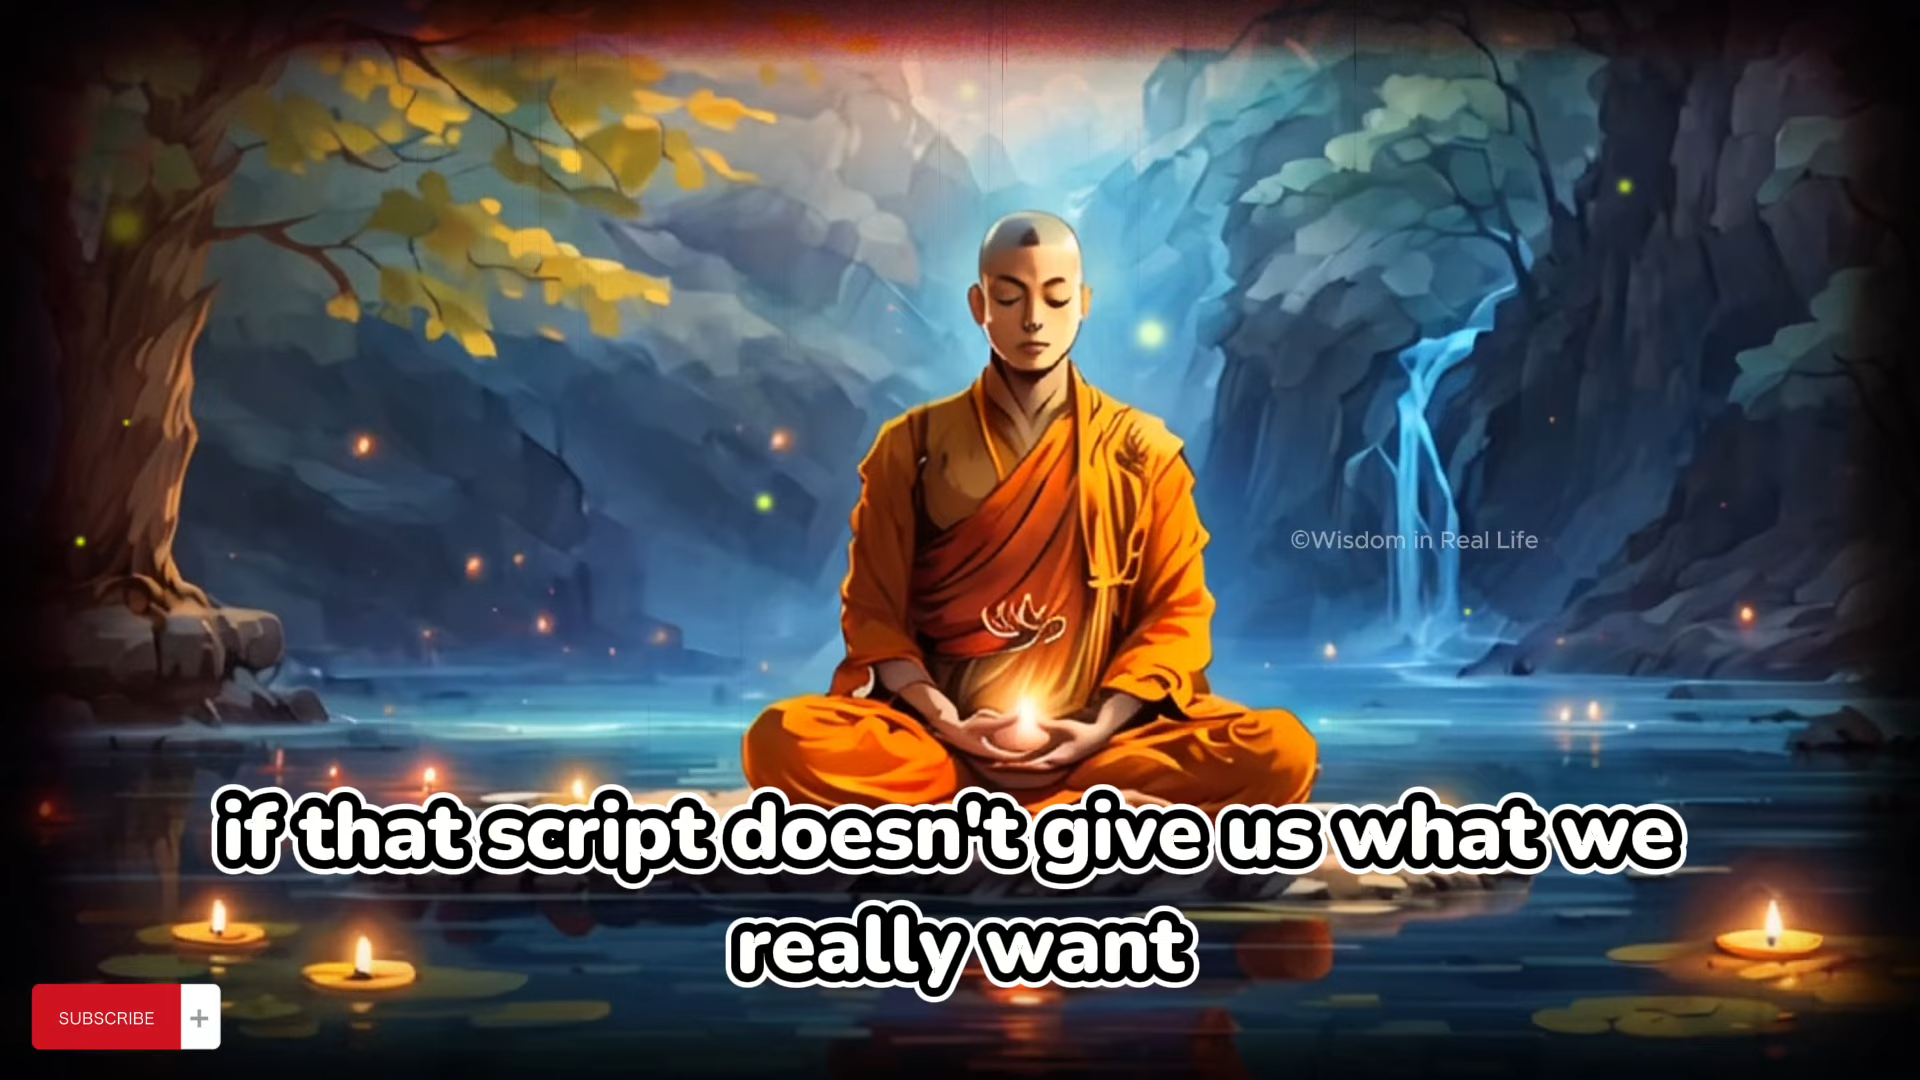 ©Wisdom in Real Life
if that script doesn't give us what we
really want
SUBSCRIBE +